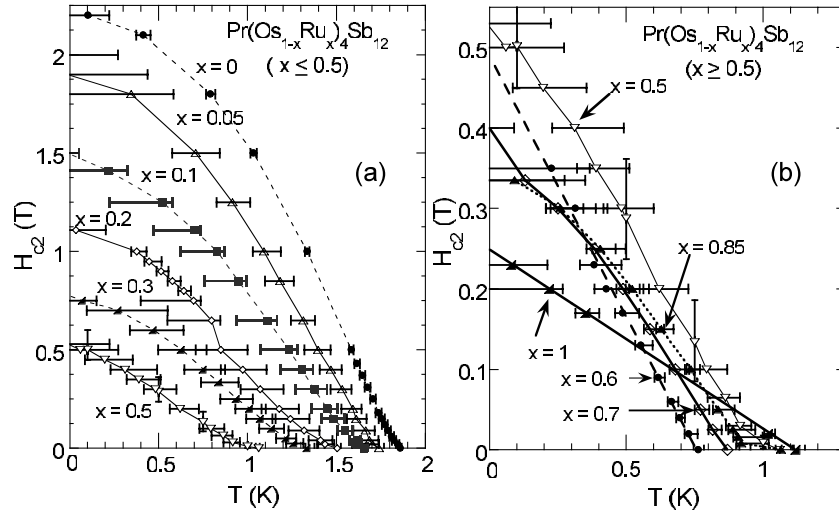 Pr(Os1-xRux)4Sb12
( x ≤ 0.5)
(a)
x = 0
x = 0.05
x = 0.1
x = 0.2
x = 0.3
x = 0.5
Hc2 (T)
2
1.5
1
0.5
0
0 0.5 1 1.5 2
T (K)
Pr(Os1-xRux)4Sb12
(x ≥ 0.5)
(b)
x = 0.5
x = 0.85
x = 1
x = 0.6
x = 0.7
Hc2 (T)
0.5
0.4
0.3
0.2
0.1
0
0 0.5 1
T (K)